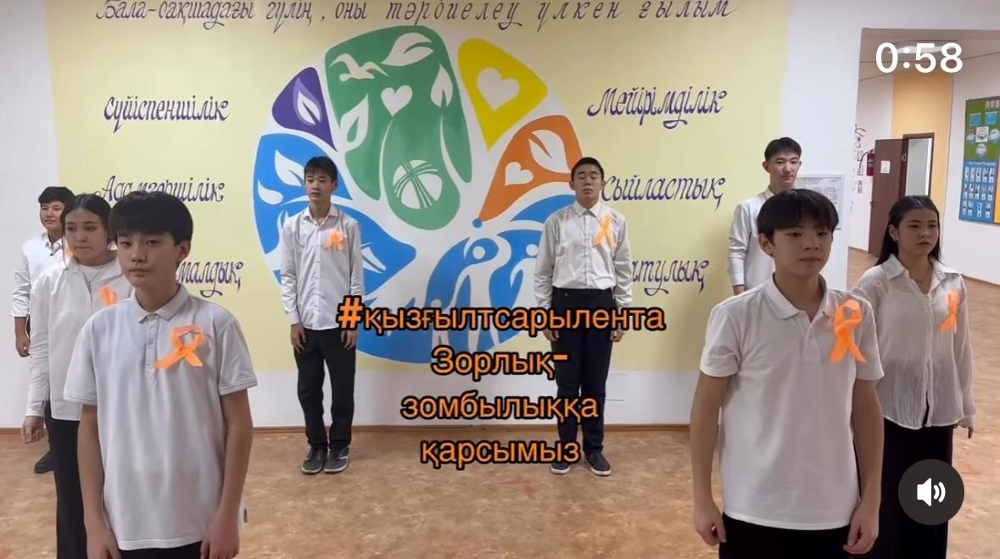 Бала-бақшадағы гүлің, оны тәрбиелеу үлкен ғылым
0:58
Сүйіспеншілік
Мейірімділік
Адамгершілік
Сыйластық
#қызғылтсарылента
Зорлық-
зомбылыққа
қарсымыз